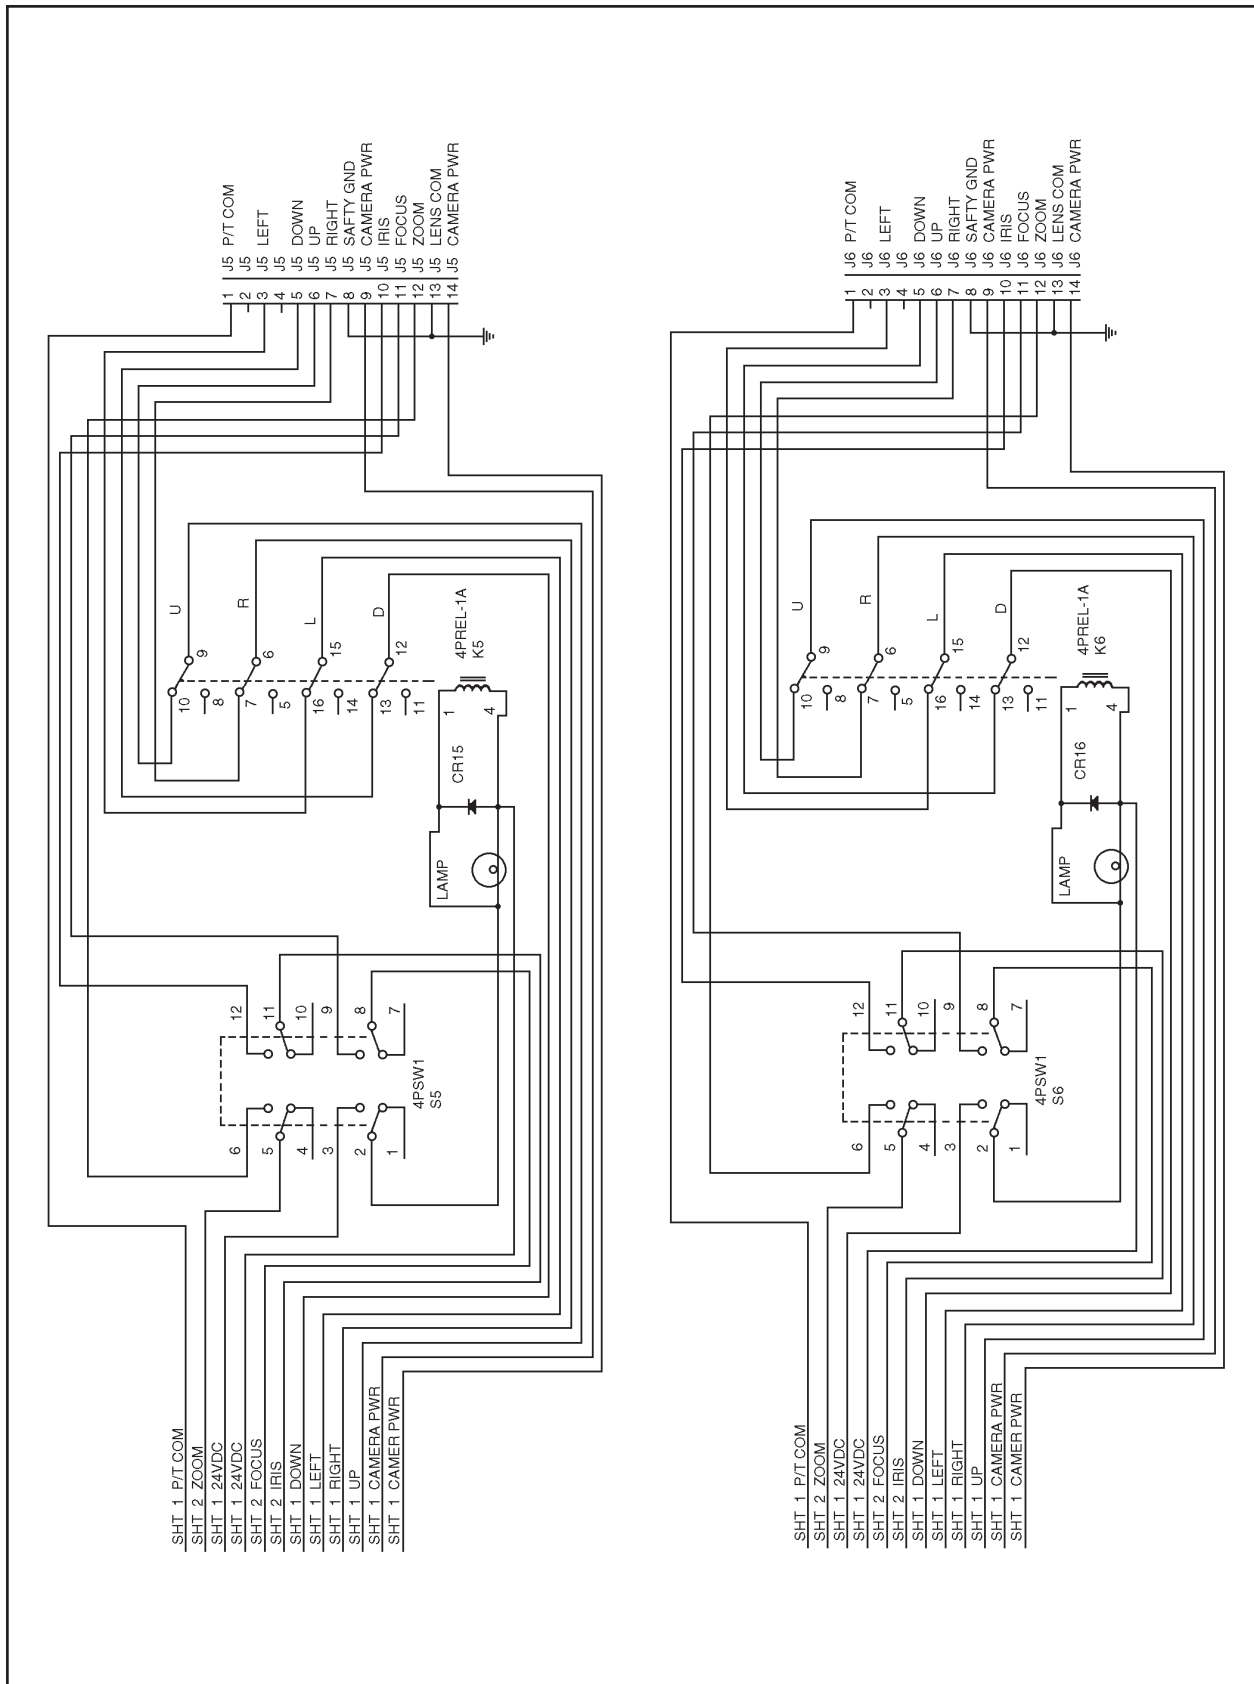 J5 P/T COM
J5
J5 LEFT
J5
J5 DOWN
J5 UP
J5 RIGHT
J5 SAFTY GND
J5 CAMERA PWR
J5 IRIS
J5 FOCUS
J5 ZOOM
J5 LENS COM
J5 CAMERA PWR
1
2
3
4
5
6
7
8
9
10
11
12
13
14
U
R
L
D
9
6
15
12
10
8
7
5
16
14
13
11
4PREL-1A
K5
1
4
CR15
LAMP
12
11
10
9
8
7
6
5
4
3
2
1
4PSW1
S5
SHT 1 P/T COM
SHT 2 ZOOM
SHT 1 24VDC
SHT 1 24VDC
SHT 2 FOCUS
SHT 2 IRIS
SHT 1 DOWN
SHT 1 LEFT
SHT 1 RIGHT
SHT 1 UP
SHT 1 CAMERA PWR
SHT 1 CAMER PWR
J6 P/T COM
J6
J6 LEFT
J6
J6 DOWN
J6 UP
J6 RIGHT
J6 SAFTY GND
J6 CAMERA PWR
J6 IRIS
J6 FOCUS
J6 ZOOM
J6 LENS COM
J6 CAMERA PWR
1
2
3
4
5
6
7
8
9
10
11
12
13
14
U
R
L
D
9
6
15
12
10
8
7
5
16
14
13
11
4PREL-1A
K6
1
4
CR16
LAMP
12
11
10
9
8
7
6
5
4
3
2
1
4PSW1
S6
SHT 1 P/T COM
SHT 2 ZOOM
SHT 1 24VDC
SHT 1 24VDC
SHT 2 FOCUS
SHT 2 IRIS
SHT 1 DOWN
SHT 1 LEFT
SHT 1 RIGHT
SHT 1 UP
SHT 1 CAMERA PWR
SHT 1 CAMER PWR